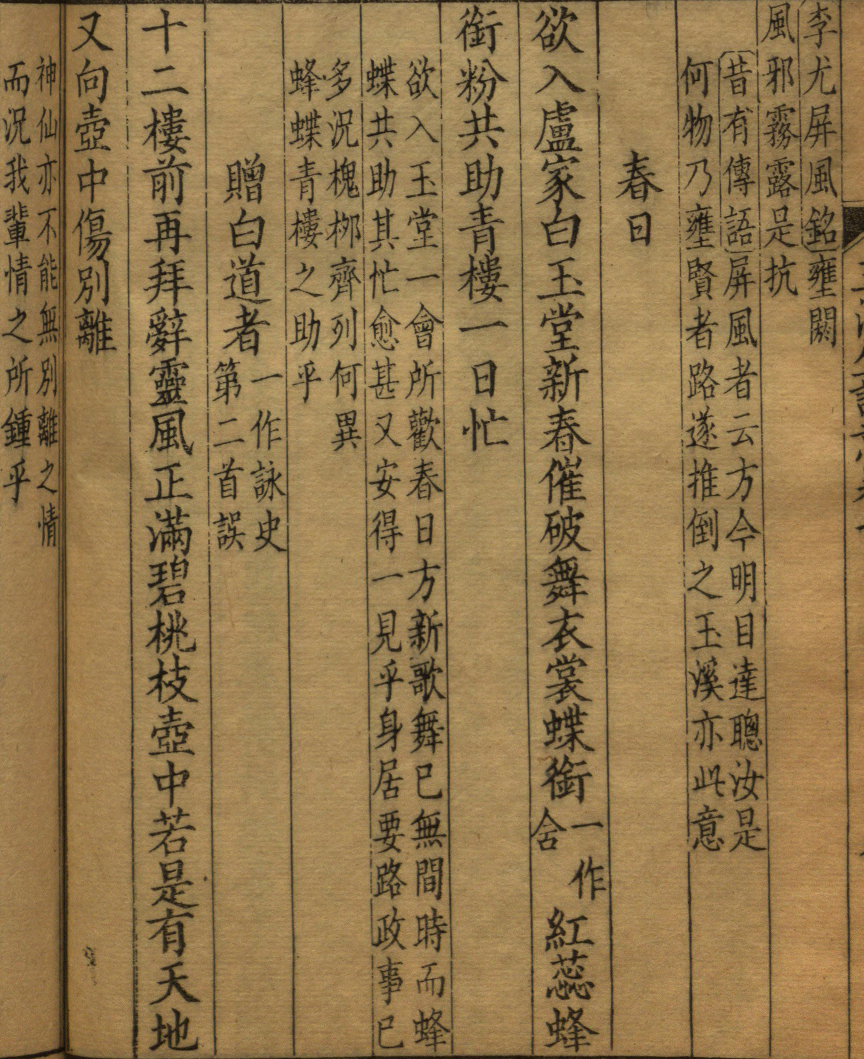 李尤屏風銘壅閼
風邪霧露是抗
昔有傳語屏風者云方今明目達聰汝是
何物乃壅賢者路遂推倒之玉溪亦此意
春日
欲入盧家白玉堂新春催破舞衣裳蝶銜一作舍紅蕊蜂
銜粉共助青樓一日忙
欲入玉堂一會所歡春日方新歌舞已無間時而蜂
蝶共助其忙愈甚又安得一見乎身居要路政事已
多況槐栁齊列何異
蜂蝶青樓之助乎
贈白道者一作詠史第二首誤
十二樓前再拜辭靈風正滿碧桃枝壺中若是有天地
又向壺中傷別離
神仙亦不能無別離之情
而況我輩情之所鍾乎